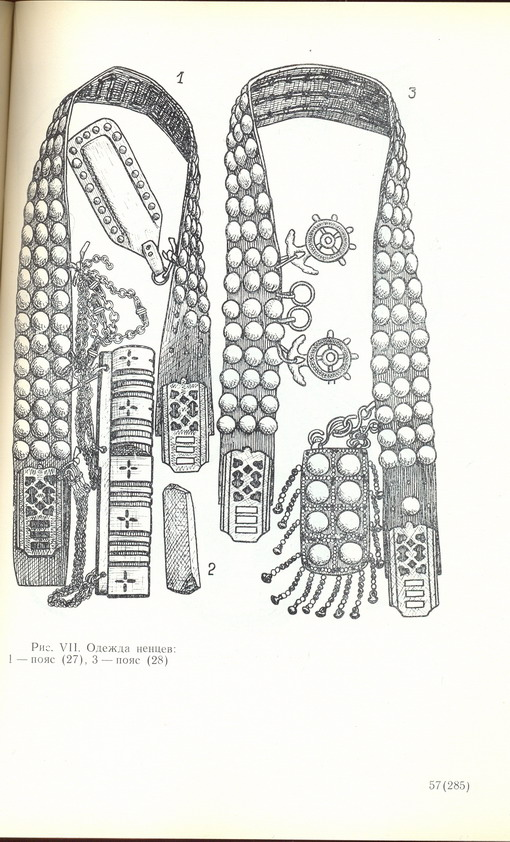 1
3
2
Рис. VII. Одежда ненцев:
1 — пояс (27), 3 — пояс (28)
57(285)